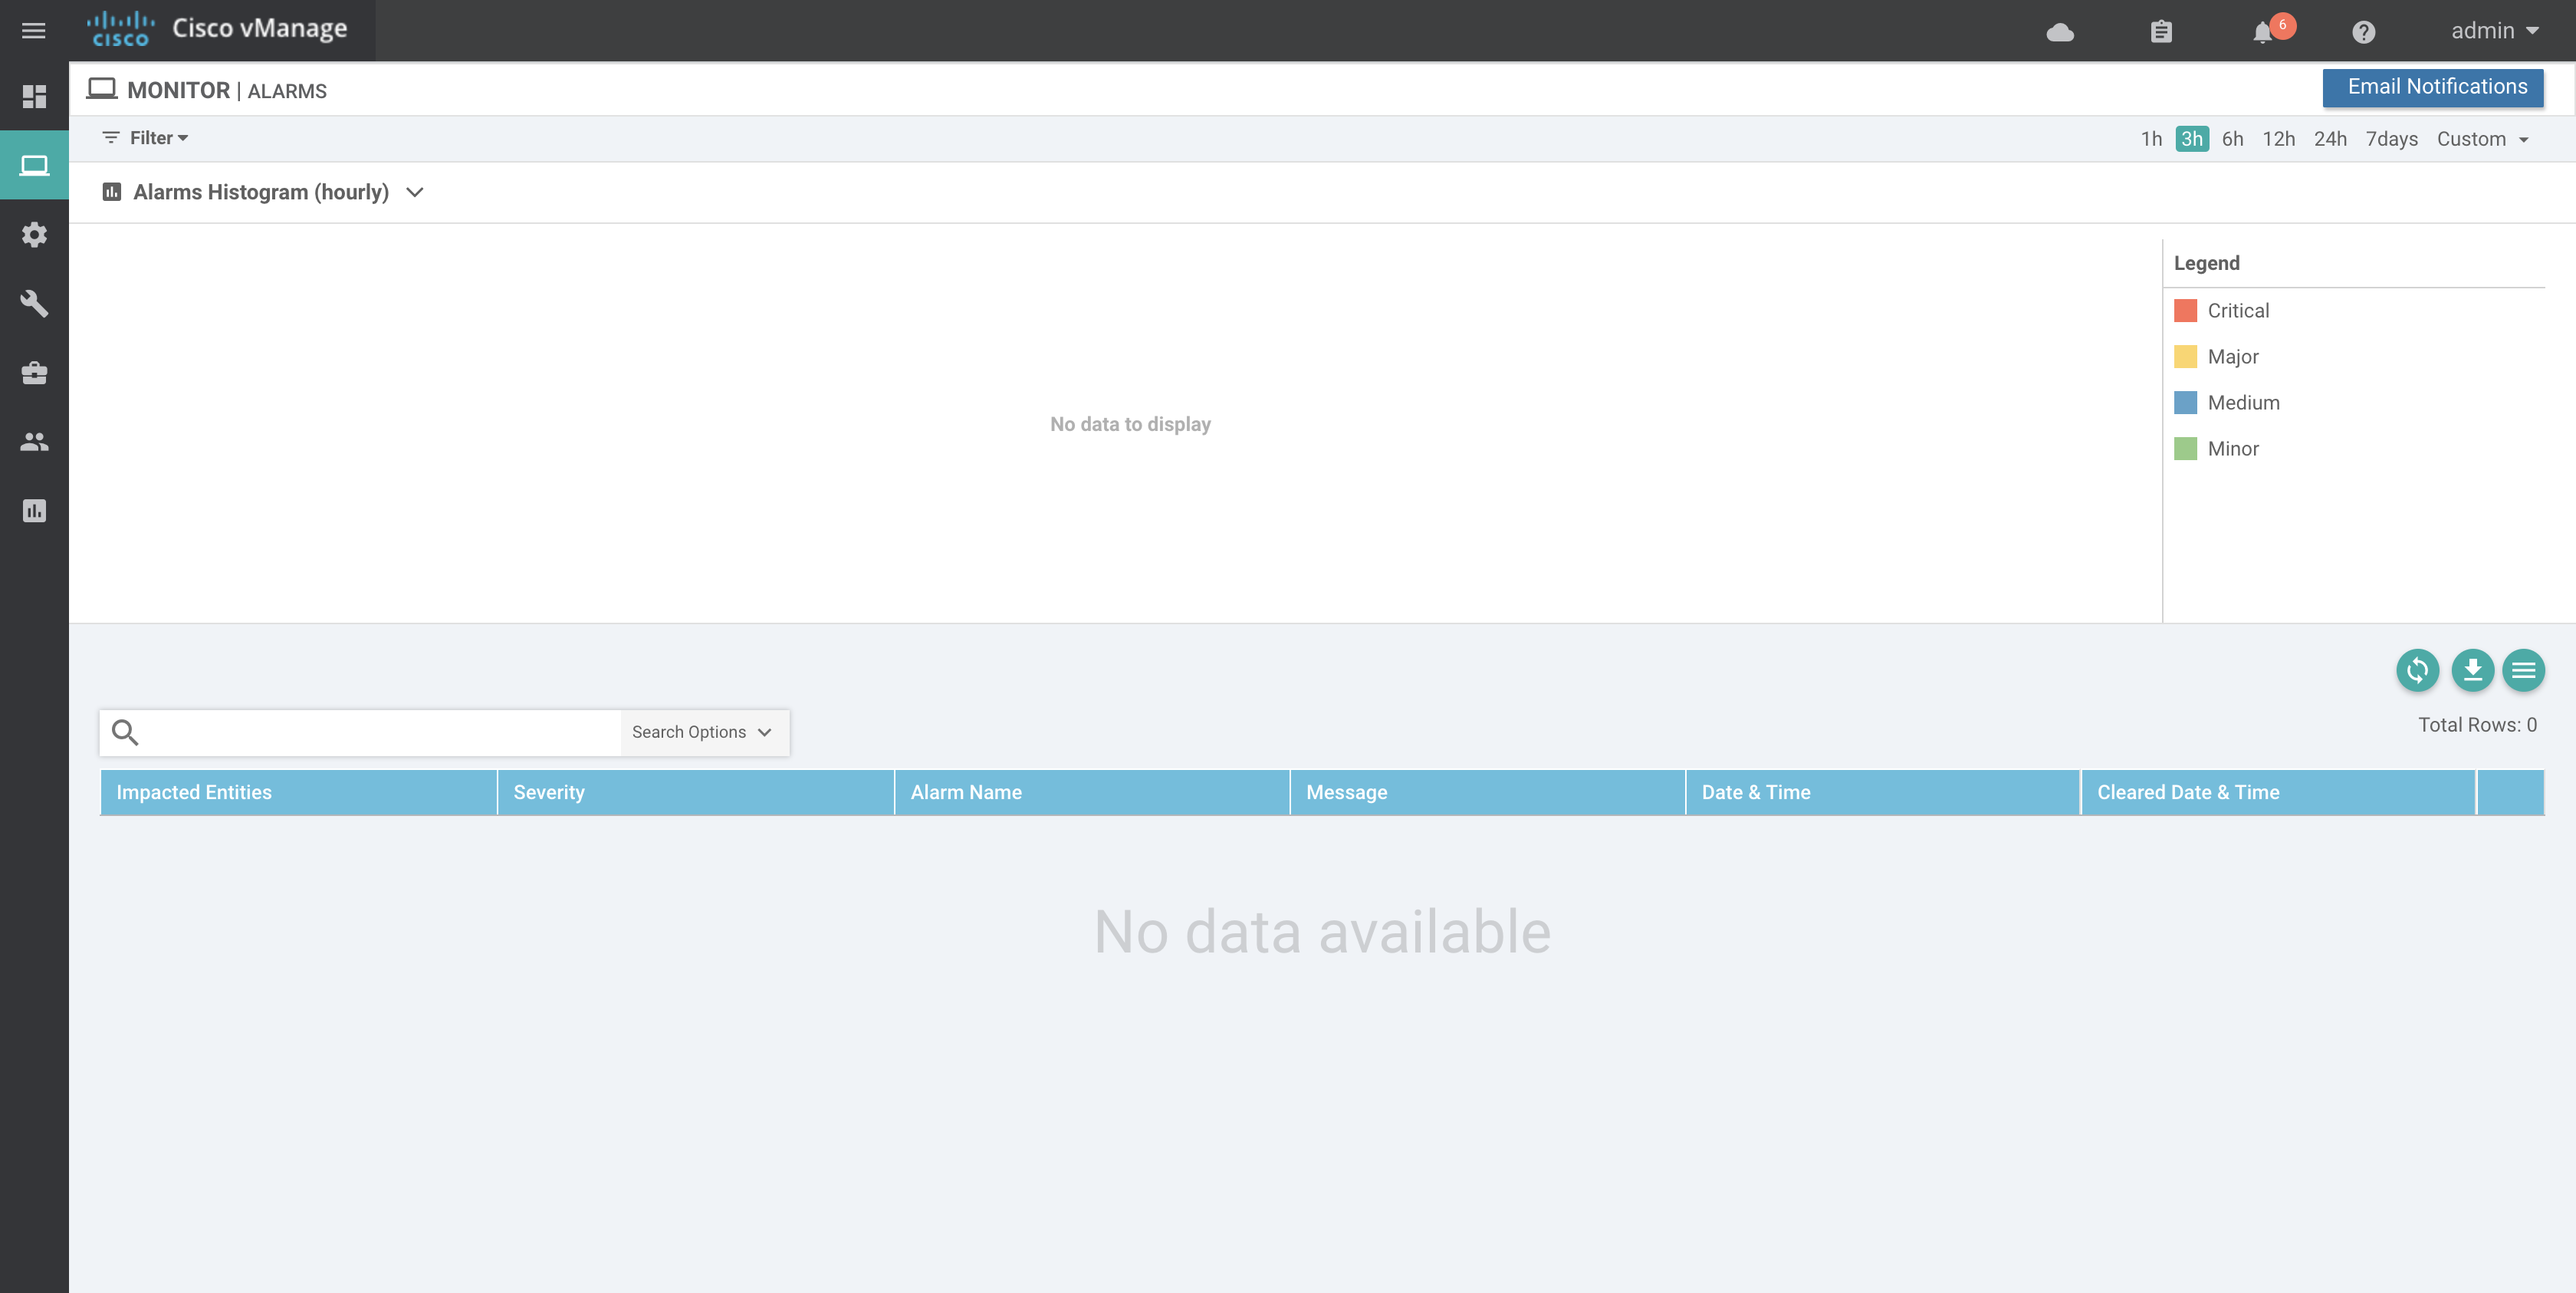 cisco Cisco vManage 6 admin
MONITOR | ALARMS Email Notifications
Filter 1h 3h 6h 12h 24h 7days Custom
Alarms Histogram (hourly)
No data to display
Legend
Critical
Major
Medium
Minor
Search Options
Total Rows: 0
Impacted Entities Severity Alarm Name Message Date & Time Cleared Date & Time
No data available